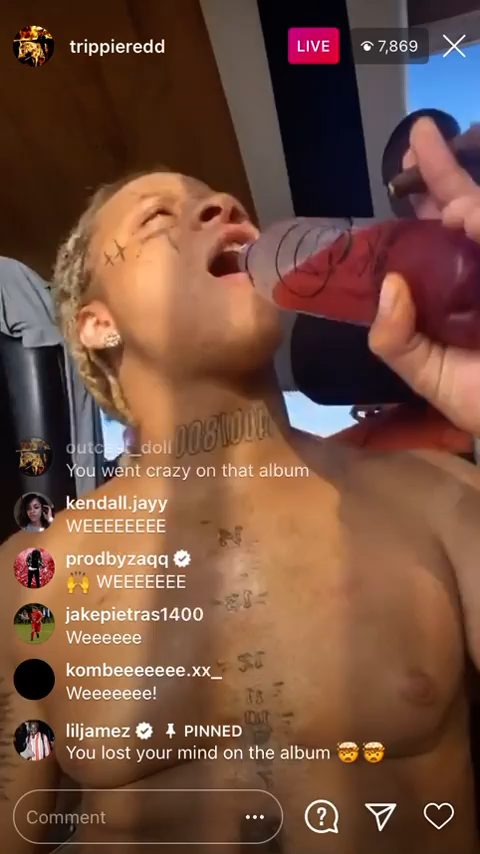 trippieredd
LIVE
7,869
outcast_doll
You went crazy on that album
kendall.jayy
WEEEEEEEE
prodbyzaqq
🙌 WEEEEEEE
jakepietras1400
Weeeeee
kombeeeeeee.xx_
Weeeeeee!
liljamez PINNED
You lost your mind on the album 🤯🤯
Comment